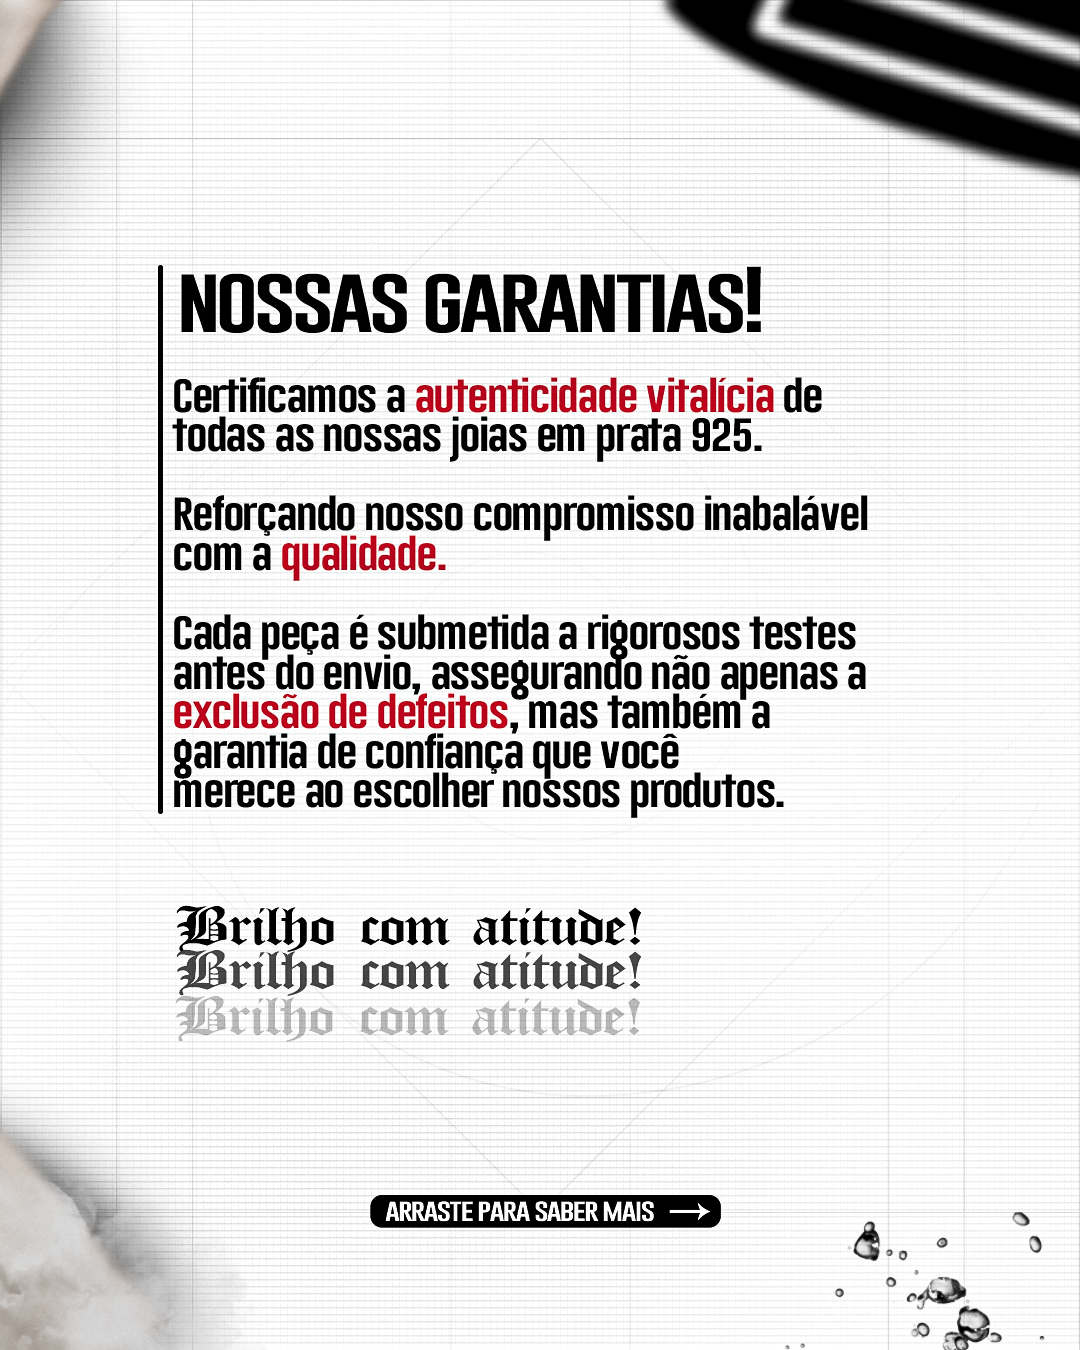 NOSSAS GARANTIAS!
Certificamos a autenticidade vitalícia de
todas as nossas joias em prata 925.
Reforçando nosso compromisso inabalável
com a qualidade.
Cada peça é submetida a rigorosos testes
antes do envio, assegurando não apenas a
exclusão de defeitos, mas também a
garantia de confiança que você
merece ao escolher nossos produtos.
Brilho com atitude!
Brilho com atitude!
Brilho com atitude!
ARRASTE PARA SABER MAIS →